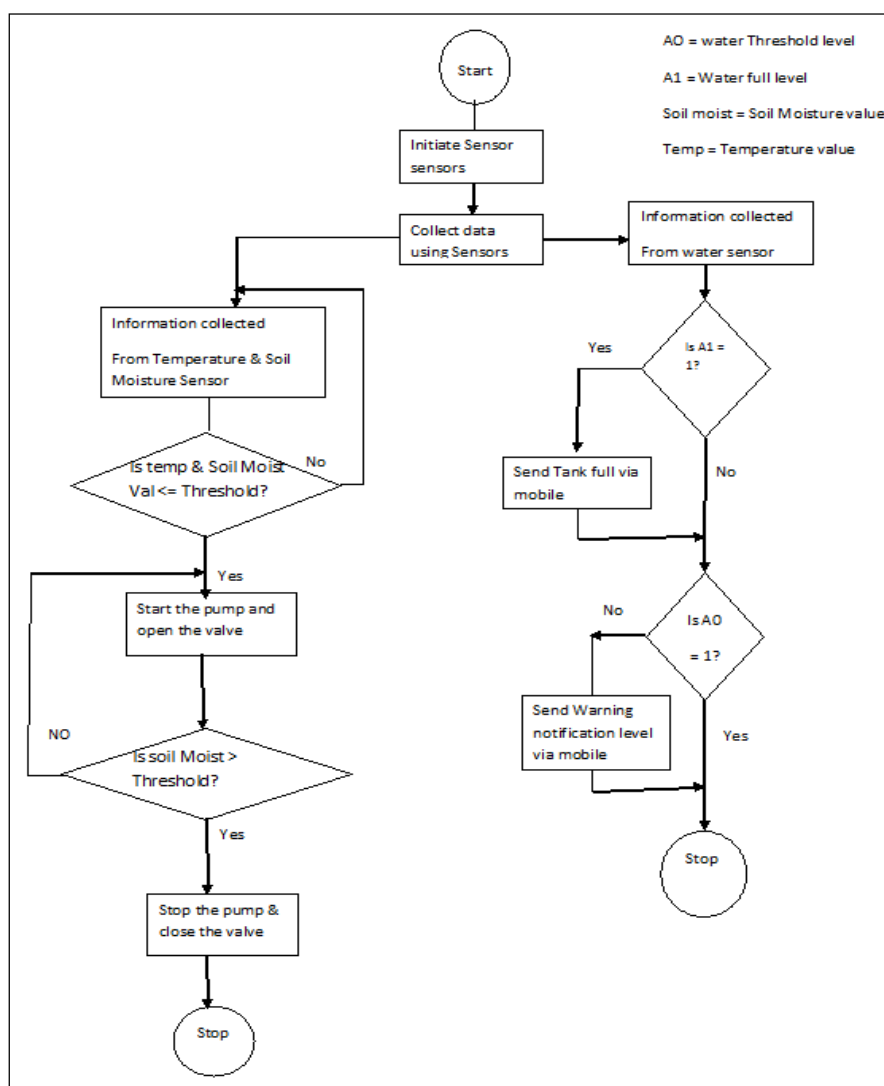 Start
A0 = water Threshold level
A1 = Water full level
Soil moist = Soil Moisture value
Temp = Temperature value
Initiate Sensor
sensors
Collect data
using Sensors
Information collected
From water sensor
Information collected
From Temperature & Soil
Moisture Sensor
Is temp & Soil Moist
Val <= Threshold?
No
Yes
Start the pump and
open the valve
NO
Is soil Moist >
Threshold?
Yes
Stop the pump &
close the valve
Stop
Is A1 =
1?
Yes
Send Tank full via
mobile
No
Is A0
= 1?
No
Send Warning
notification level
via mobile
Yes
Stop